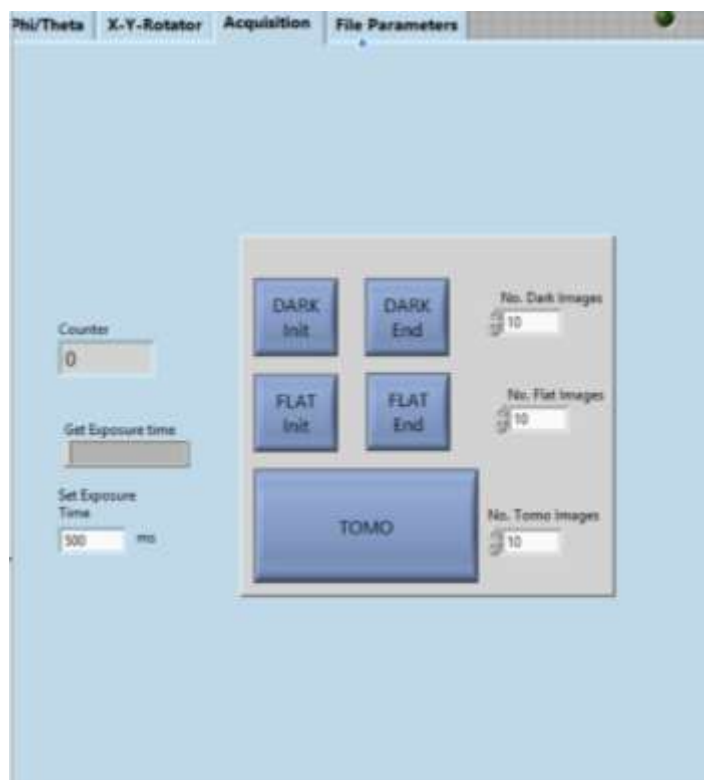 Phi/Theta X-Y-Rotator Acquisition File Parameters
DARK
Init
DARK
End
No. Dark Images
10
Counter
0
FLAT
Init
FLAT
End
No. Flat Images
10
Get Exposure time
Set Exposure
Time
500 ms
TOMO
No. Tomo Images
10